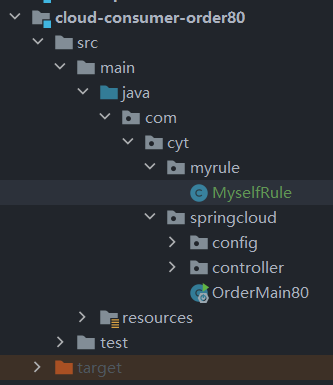 cloud-consumer-order80
src
main
java
com
cyt
myrule
MyselfRule
springcloud
config
controller
OrderMain80
resources
test
target